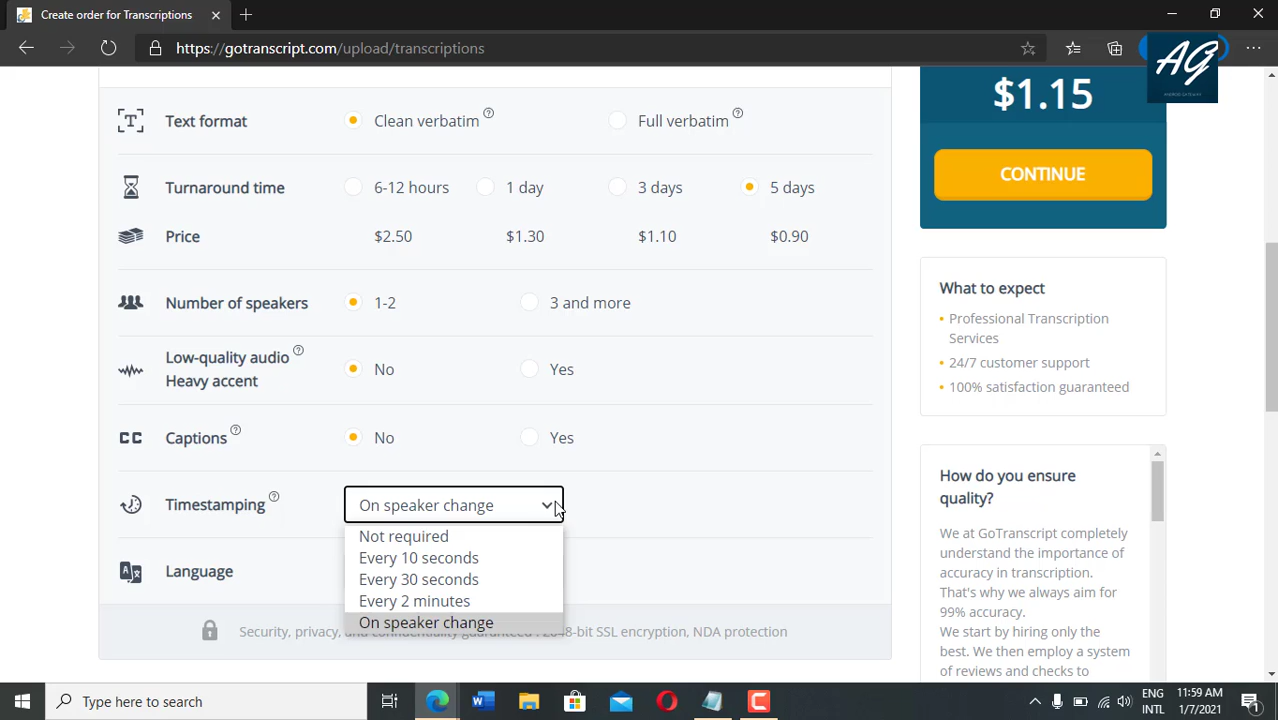 Create order for Transcriptions
https://gotranscript.com/upload/transcriptions
AG
$1.15
CONTINUE
Text format
Clean verbatim
Full verbatim
Turnaround time
6-12 hours
1 day
3 days
5 days
Price
$2.50
$1.30
$1.10
$0.90
Number of speakers
1-2
3 and more
Low-quality audio
Heavy accent
No
Yes
Captions
No
Yes
Timestamping
On speaker change
Not required
Every 10 seconds
Every 30 seconds
Every 2 minutes
On speaker change
Language
Security, privacy, and confidentiality guaranteed : 2048-bit SSL encryption, NDA protection
What to expect
Professional Transcription
Services
24/7 customer support
100% satisfaction guaranteed
How do you ensure
quality?
We at GoTranscript completely
understand the importance of
accuracy in transcription.
That's why we always aim for
99% accuracy.
We start by hiring only the
best. We then employ a system
of reviews and checks to
Type here to search
ENG
INTL
11:59 AM
1/7/2021